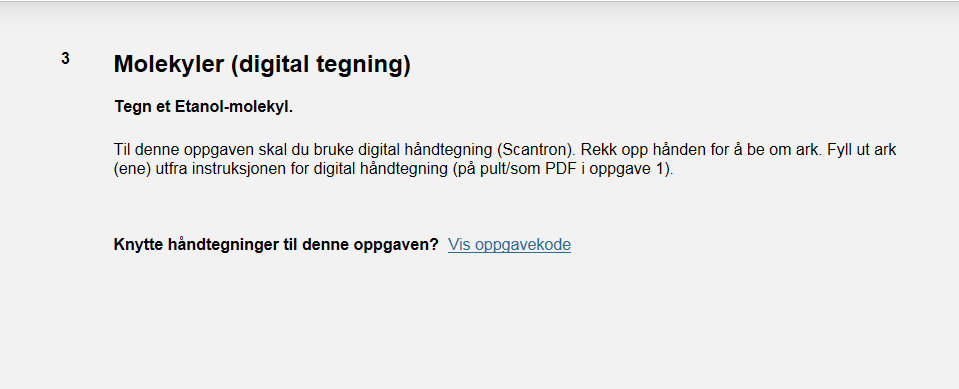 3 Molekyler (digital tegning)
Tegn et Etanol-molekyl.
Til denne oppgaven skal du bruke digital håndtegning (Scantron). Rekk opp hånden for å be om ark. Fyll ut ark
(ene) utfra instruksjonen for digital håndtegning (på pult/som PDF i oppgave 1).
Knytte håndtegninger til denne oppgaven? Vis oppgavekode